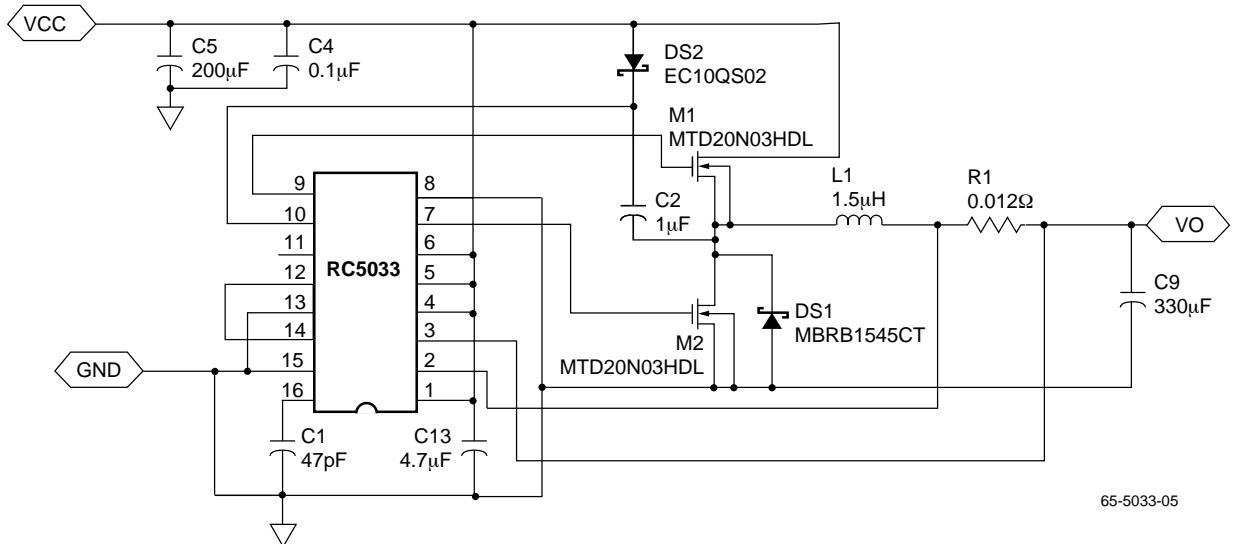 VCC
C5
200µF
C4
0.1µF
DS2
EC10QS02
M1
MTD20N03HDL
L1
1.5µH
R1
0.012Ω
VO
C2
1µF
9
10
11
12
13
14
15
16
RC5033
8
7
6
5
4
3
2
1
DS1
MBRB1545CT
M2
MTD20N03HDL
C9
330µF
GND
C1
47pF
C13
4.7µF
65-5033-05